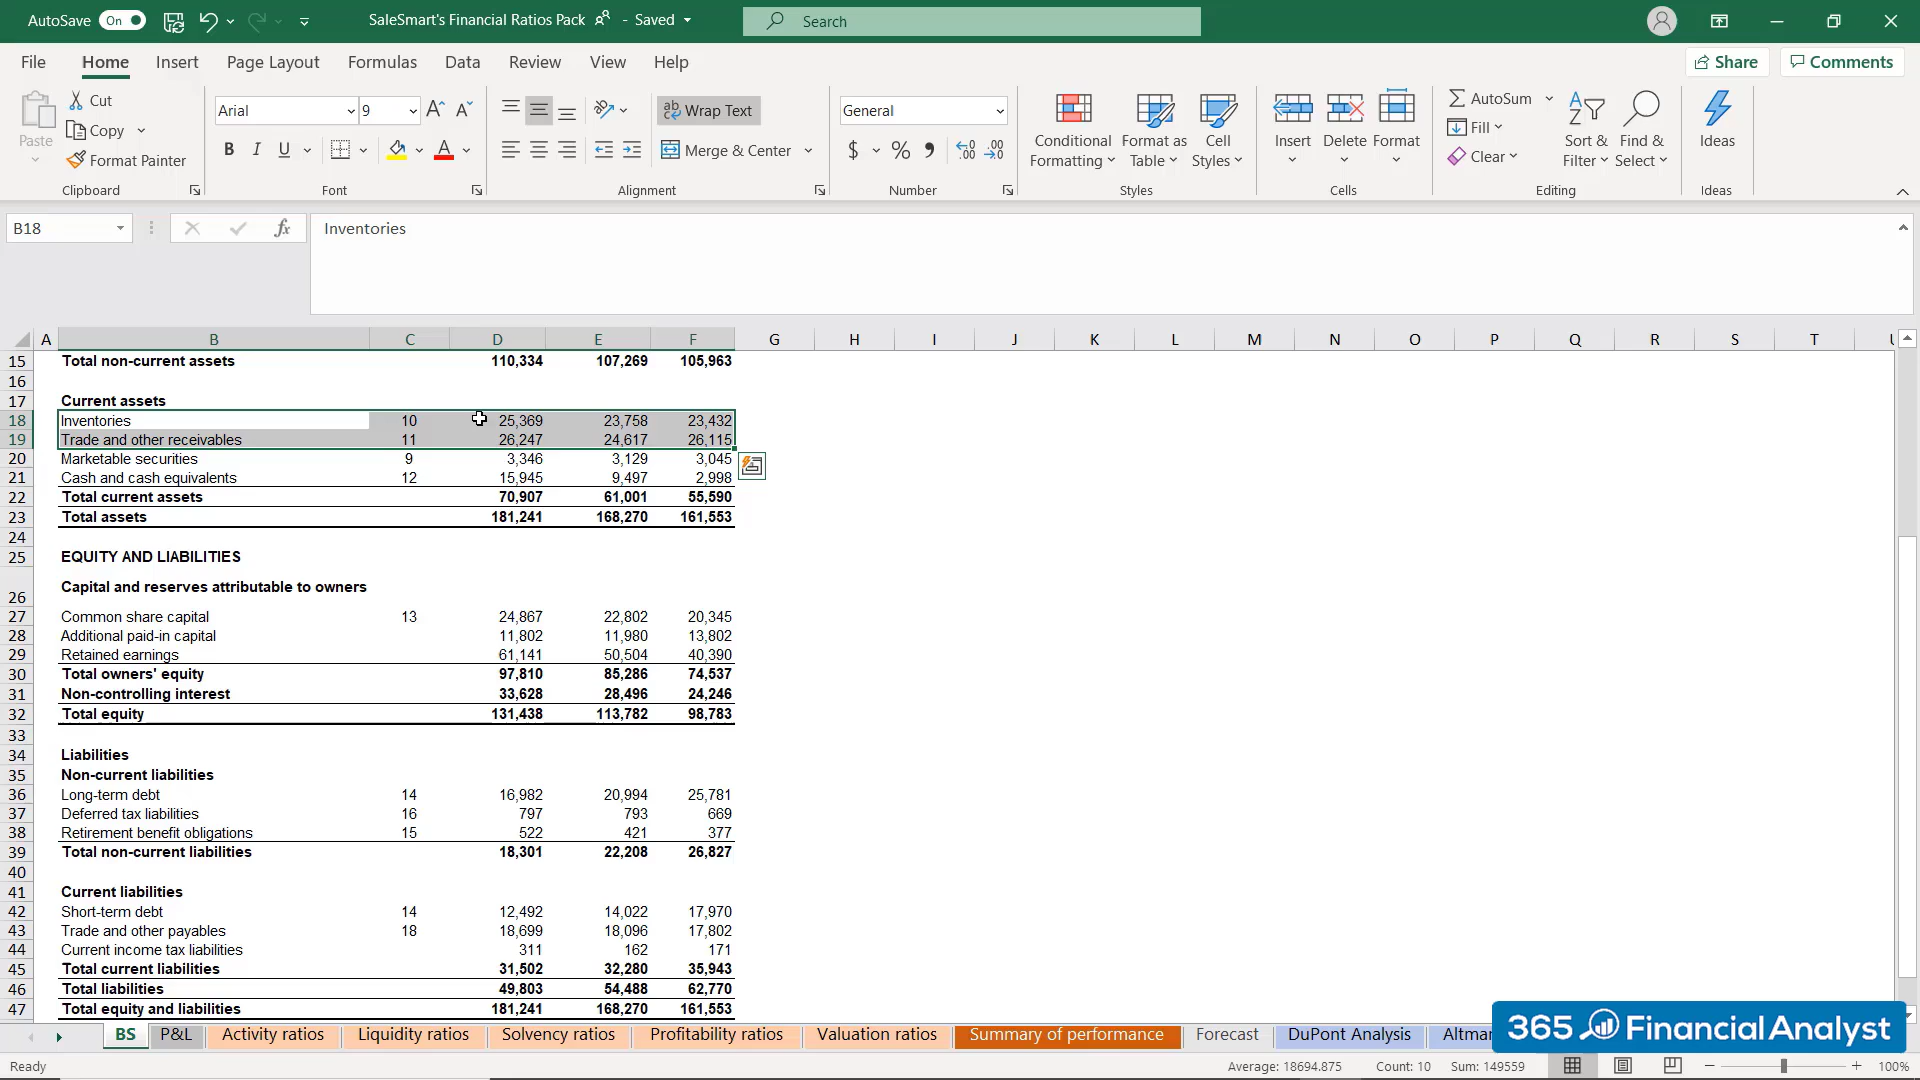 AutoSave On SaleSmart's Financial Ratios Pack - Saved Search
File Home Insert Page Layout Formulas Data Review View Help Share Comments
Paste Cut Copy Format Painter
Clipboard
Arial 9
B I U A
Font
ab Wrap Text
Merge & Center
Alignment
General
$ % 9 .00 .00
Number
Conditional Formatting Format as Table Cell Styles
Styles
Insert Delete Format
Cells
AutoSum Fill Clear Sort & Filter Find & Select
Editing
Ideas
Ideas
B18 fx Inventories
A B C D E F G H I J K L M N O P Q R S T
15 Total non-current assets 110,334 107,269 105,963
16
17 Current assets
18 Inventories 10 25,369 23,758 23,432
19 Trade and other receivables 11 26,247 24,617 26,115
20 Marketable securities 9 3,346 3,129 3,045
21 Cash and cash equivalents 12 15,945 9,497 2,998
22 Total current assets 70,907 61,001 55,590
23 Total assets 181,241 168,270 161,553
24
25 EQUITY AND LIABILITIES
26 Capital and reserves attributable to owners
27 Common share capital 13 24,867 22,802 20,345
28 Additional paid-in capital 11,802 11,980 13,802
29 Retained earnings 61,141 50,504 40,390
30 Total owners' equity 97,810 85,286 74,537
31 Non-controlling interest 33,628 28,496 24,246
32 Total equity 131,438 113,782 98,783
33
34 Liabilities
35 Non-current liabilities
36 Long-term debt 14 16,982 20,994 25,781
37 Deferred tax liabilities 16 797 793 669
38 Retirement benefit obligations 15 522 421 377
39 Total non-current liabilities 18,301 22,208 26,827
40
41 Current liabilities
42 Short-term debt 14 12,492 14,022 17,970
43 Trade and other payables 18 18,699 18,096 17,802
44 Current income tax liabilities 311 162 171
45 Total current liabilities 31,502 32,280 35,943
46 Total liabilities 49,803 54,488 62,770
47 Total equity and liabilities 181,241 168,270 161,553
BS P&L Activity ratios Liquidity ratios Solvency ratios Profitability ratios Valuation ratios Summary of performance Forecast DuPont Analysis Altman
365 Financial Analyst
Ready Average: 18694.875 Count: 10 Sum: 149559 100%